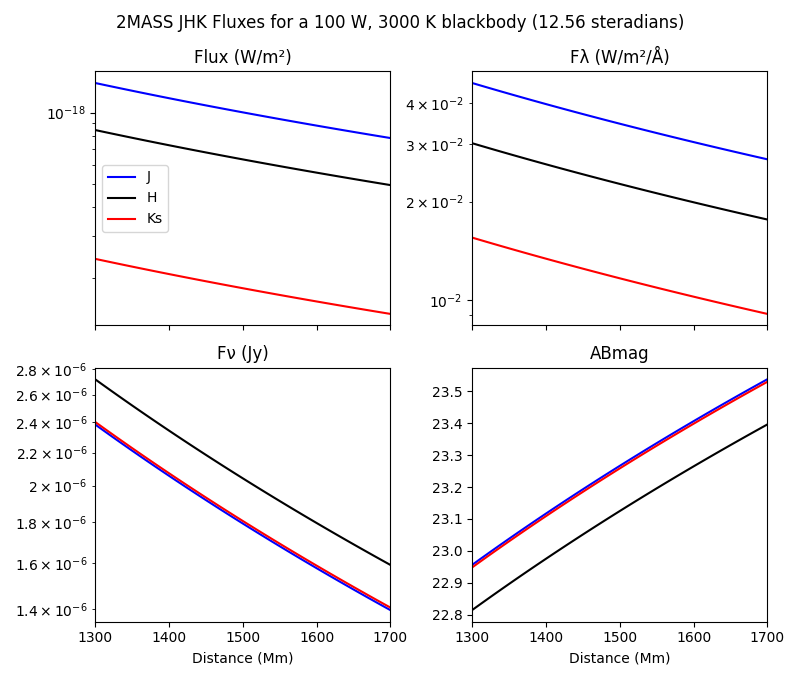 2MASS JHK Fluxes for a 100 W, 3000 K blackbody (12.56 steradians)
Flux (W/m²)
10⁻¹⁸
J
H
Ks
Fλ (W/m²/Å)
4 × 10⁻²
3 × 10⁻²
2 × 10⁻²
10⁻²
Fν (Jy)
2.8 × 10⁻⁶
2.6 × 10⁻⁶
2.4 × 10⁻⁶
2.2 × 10⁻⁶
2 × 10⁻⁶
1.8 × 10⁻⁶
1.6 × 10⁻⁶
1.4 × 10⁻⁶
1300 1400 1500 1600 1700
Distance (Mm)
ABmag
23.5
23.4
23.3
23.2
23.1
23.0
22.9
22.8
1300 1400 1500 1600 1700
Distance (Mm)